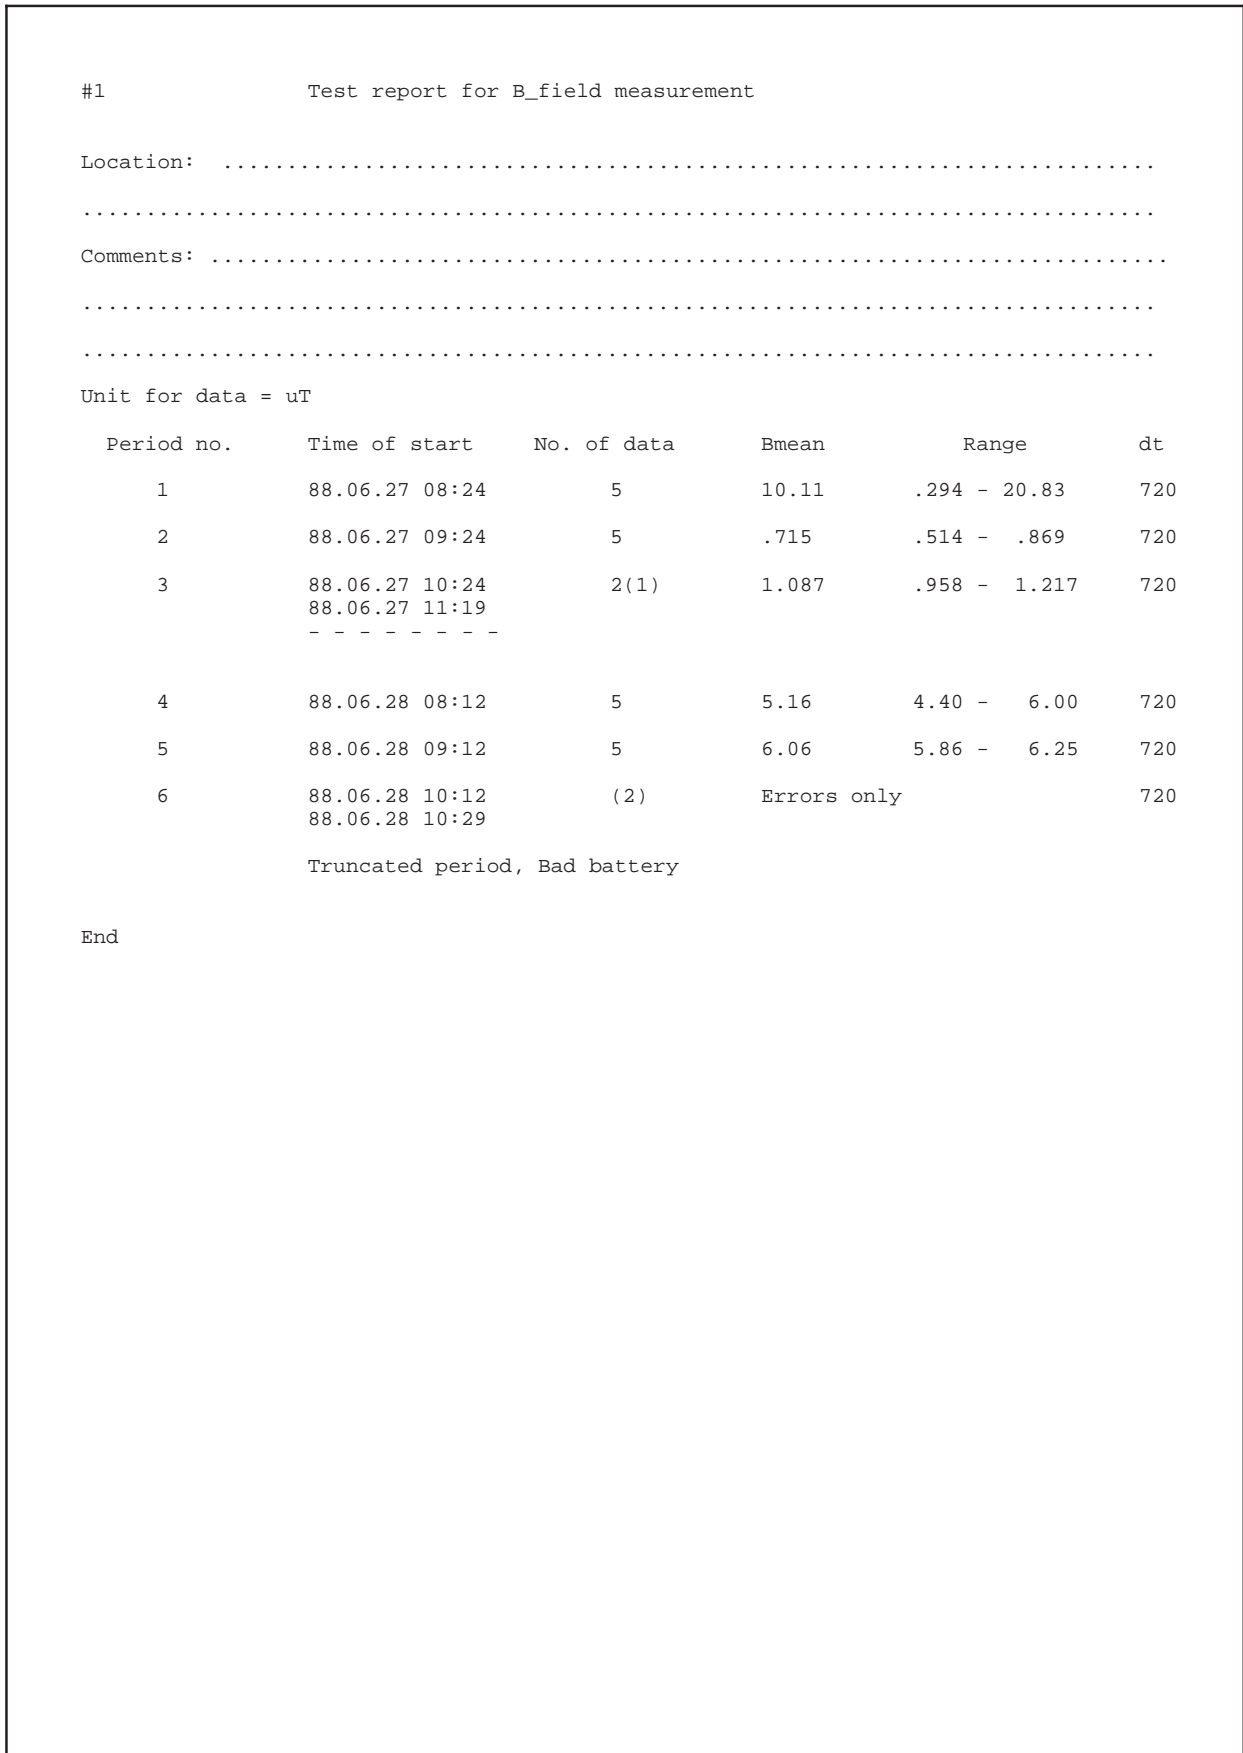 #1 Test report for B_field measurement
Location: .........................................................................
....................................................................................
Comments: ...........................................................................
....................................................................................
....................................................................................
Unit for data = uT
Period no. Time of start No. of data Bmean Range dt
1 88.06.27 08:24 5 10.11 .294 - 20.83 720
2 88.06.27 09:24 5 .715 .514 - .869 720
3 88.06.27 10:24 2(1) 1.087 .958 - 1.217 720
88.06.27 11:19
- - - - - - - -
4 88.06.28 08:12 5 5.16 4.40 - 6.00 720
5 88.06.28 09:12 5 6.06 5.86 - 6.25 720
6 88.06.28 10:12 (2) Errors only 720
88.06.28 10:29
Truncated period, Bad battery
End